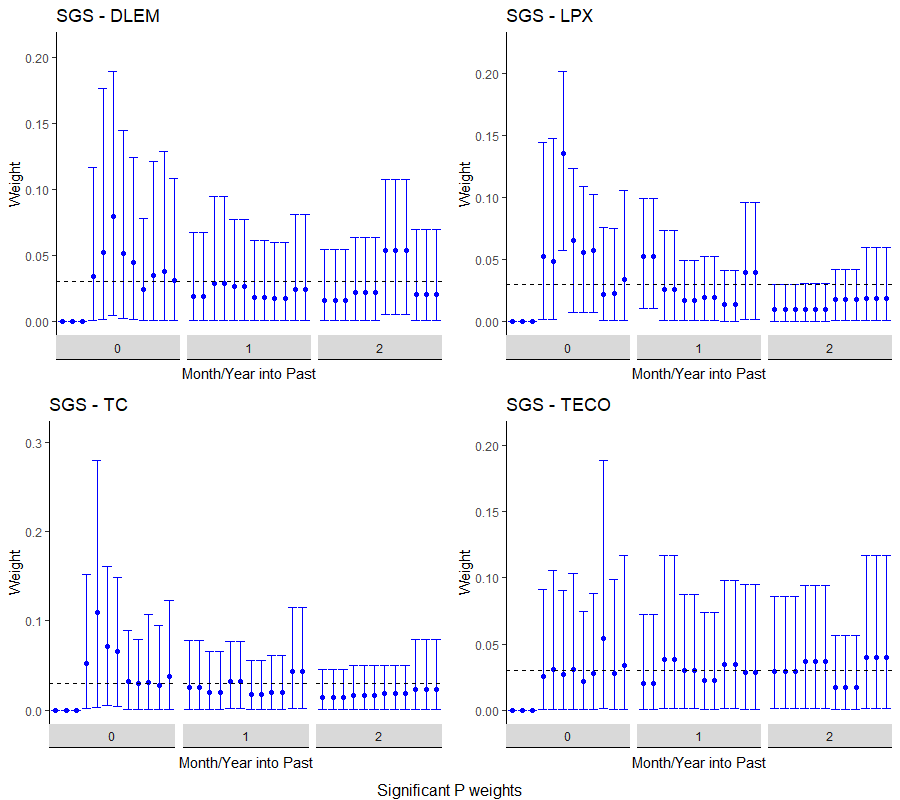 SGS - DLEM
Weight
0.20
0.15
0.10
0.05
0.00
0 1 2
Month/Year into Past
SGS - LPX
Weight
0.20
0.15
0.10
0.05
0.00
0 1 2
Month/Year into Past
SGS - TC
Weight
0.3
0.2
0.1
0.0
0 1 2
Month/Year into Past
SGS - TECO
Weight
0.20
0.15
0.10
0.05
0.00
0 1 2
Month/Year into Past
Significant P weights